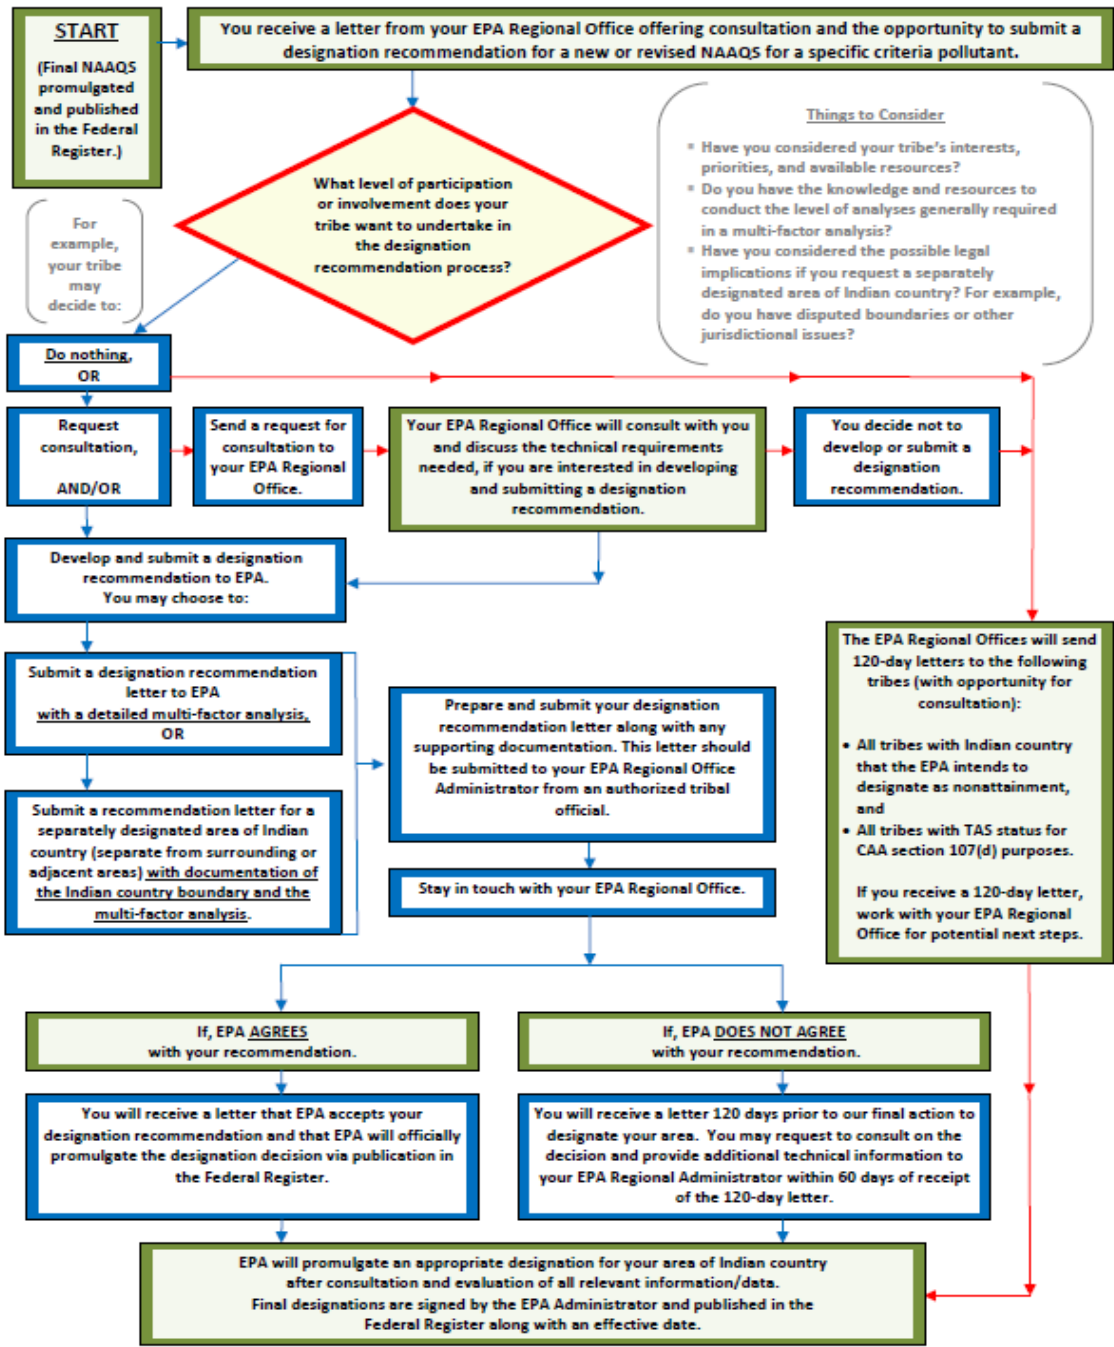 START
(Final NAAQS
promulgated
and published
in the Federal
Register.)
You receive a letter from your EPA Regional Office offering consultation and the opportunity to submit a
designation recommendation for a new or revised NAAQS for a specific criteria pollutant.
What level of participation
or involvement does your
tribe want to undertake in
the designation
recommendation process?
Things to Consider
▪ Have you considered your tribe's interests,
priorities, and available resources?
▪ Do you have the knowledge and resources to
conduct the level of analyses generally required
in a multi-factor analysis?
▪ Have you considered the possible legal
implications if you request a separately
designated area of Indian country? For example,
do you have disputed boundaries or other
jurisdictional issues?
For
example,
your tribe
may
decide to:
Do nothing,
OR
Request
consultation,
AND/OR
Send a request for
consultation to
your EPA Regional
Office.
Your EPA Regional Office will consult with you
and discuss the technical requirements
needed, if you are interested in developing
and submitting a designation
recommendation.
You decide not to
develop or submit a
designation
recommendation.
Develop and submit a designation
recommendation to EPA.
You may choose to:
Submit a designation recommendation
letter to EPA
with a detailed multi-factor analysis,
OR
Submit a recommendation letter for a
separately designated area of Indian
country (separate from surrounding or
adjacent areas) with documentation of
the Indian country boundary and the
multi-factor analysis.
Prepare and submit your designation
recommendation letter along with any
supporting documentation. This letter should
be submitted to your EPA Regional Office
Administrator from an authorized tribal
official.
Stay in touch with your EPA Regional Office.
The EPA Regional Offices will send
120-day letters to the following
tribes (with opportunity for
consultation):
• All tribes with Indian country
that the EPA intends to
designate as nonattainment,
and
• All tribes with TAS status for
CAA section 107(d) purposes.
If you receive a 120-day letter,
work with your EPA Regional
Office for potential next steps.
If, EPA AGREES
with your recommendation.
If, EPA DOES NOT AGREE
with your recommendation.
You will receive a letter that EPA accepts your
designation recommendation and that EPA will officially
promulgate the designation decision via publication in
the Federal Register.
You will receive a letter 120 days prior to our final action to
designate your area.  You may request to consult on the
decision and provide additional technical information to
your EPA Regional Administrator within 60 days of receipt
of the 120-day letter.
EPA will promulgate an appropriate designation for your area of Indian country
after consultation and evaluation of all relevant information/data.
Final designations are signed by the EPA Administrator and published in the
Federal Register along with an effective date.